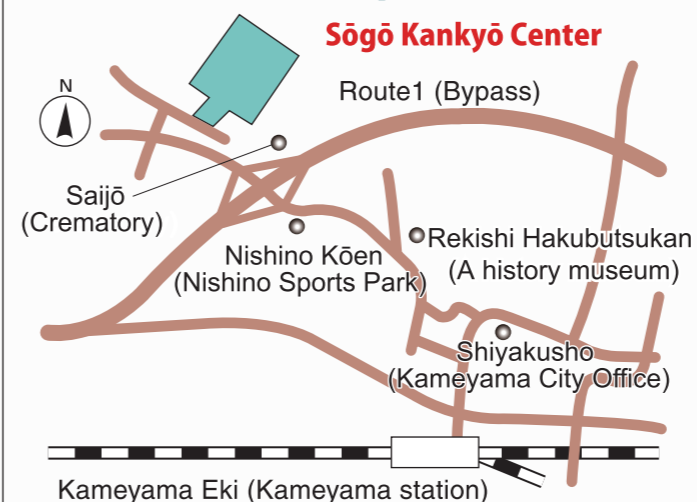 Sōgō Kankyō Center
Route1 (Bypass)
N
Saijō
(Crematory)
Rekishi Hakubutsukan
(A history museum)
Nishino Kōen
(Nishino Sports Park)
Shiyakusho
(Kameyama City Office)
Kameyama Eki (Kameyama station)